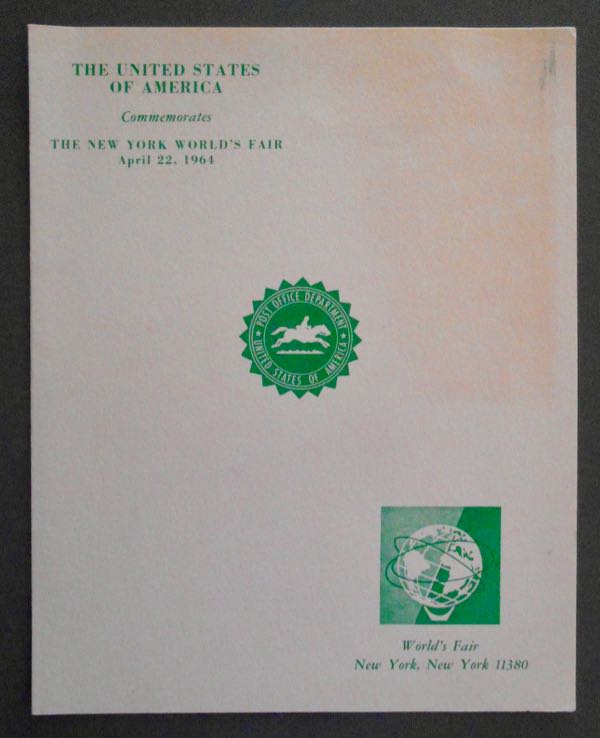 THE UNITED STATES
OF AMERICA
Commemorates
THE NEW YORK WORLD'S FAIR
April 22, 1964
POST OFFICE DEPARTMENT
UNITED STATES OF AMERICA
World's Fair
New York, New York 11380